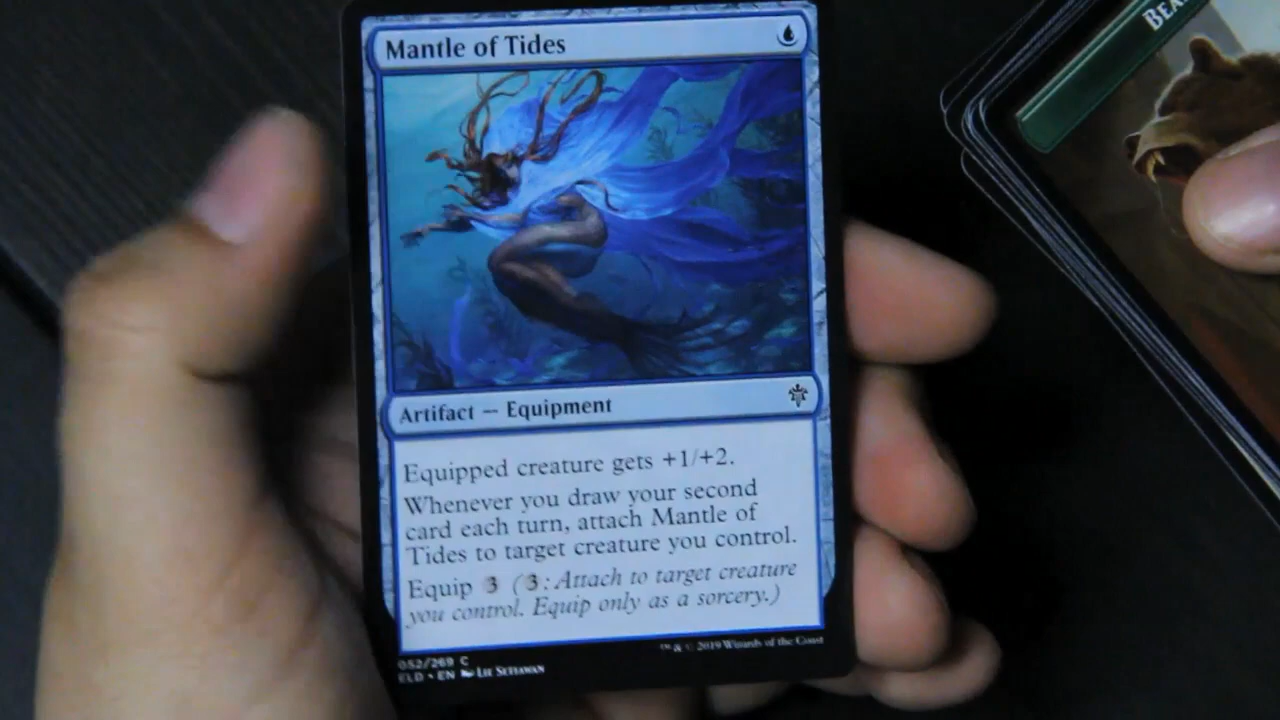 Mantle of Tides
Artifact — Equipment
Equipped creature gets +1/+2.
Whenever you draw your second
card each turn, attach Mantle of
Tides to target creature you control.
Equip 3 (3: Attach to target creature
you control. Equip only as a sorcery.)
052/269 C
ELD • EN Lie Setiawan
™ & © 2019 Wizards of the Coast